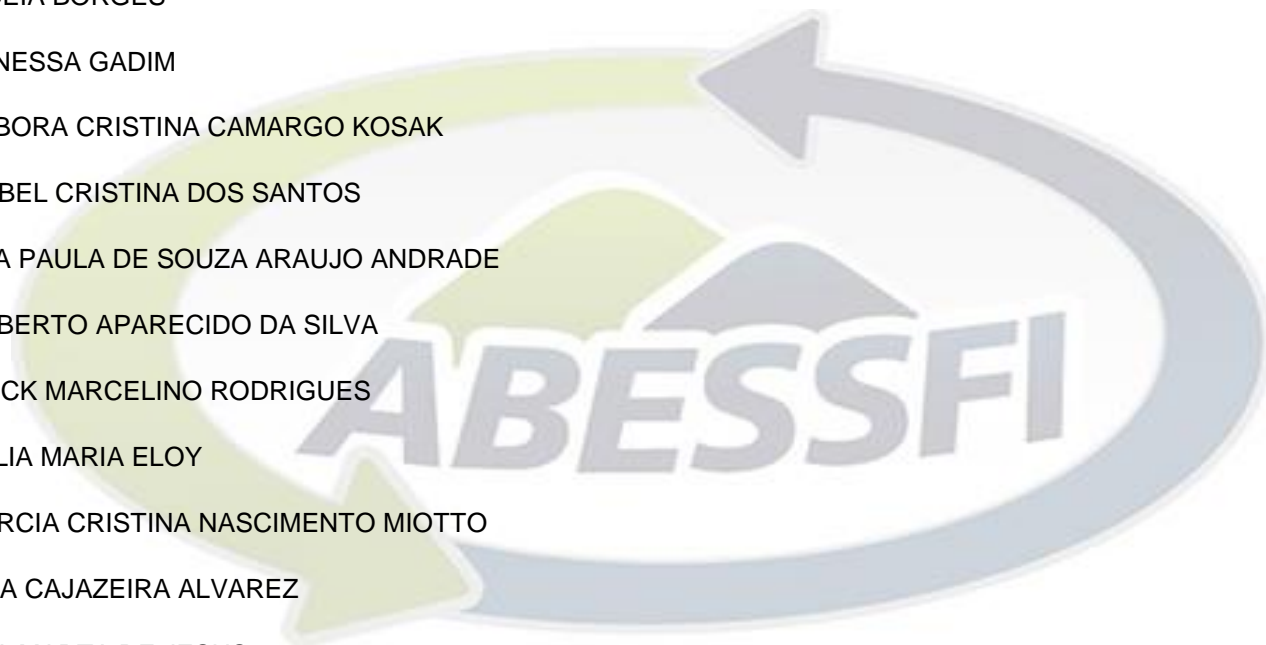 BORGES
NESSA GADIM
BORA CRISTINA CAMARGO KOSAK
BEL CRISTINA DOS SANTOS
A PAULA DE SOUZA ARAUJO ANDRADE
BERTO APARECIDO DA SILVA
CK MARCELINO RODRIGUES
LIA MARIA ELOY
RCIA CRISTINA NASCIMENTO MIOTTO
A CAJAZEIRA ALVAREZ
ABESSFI